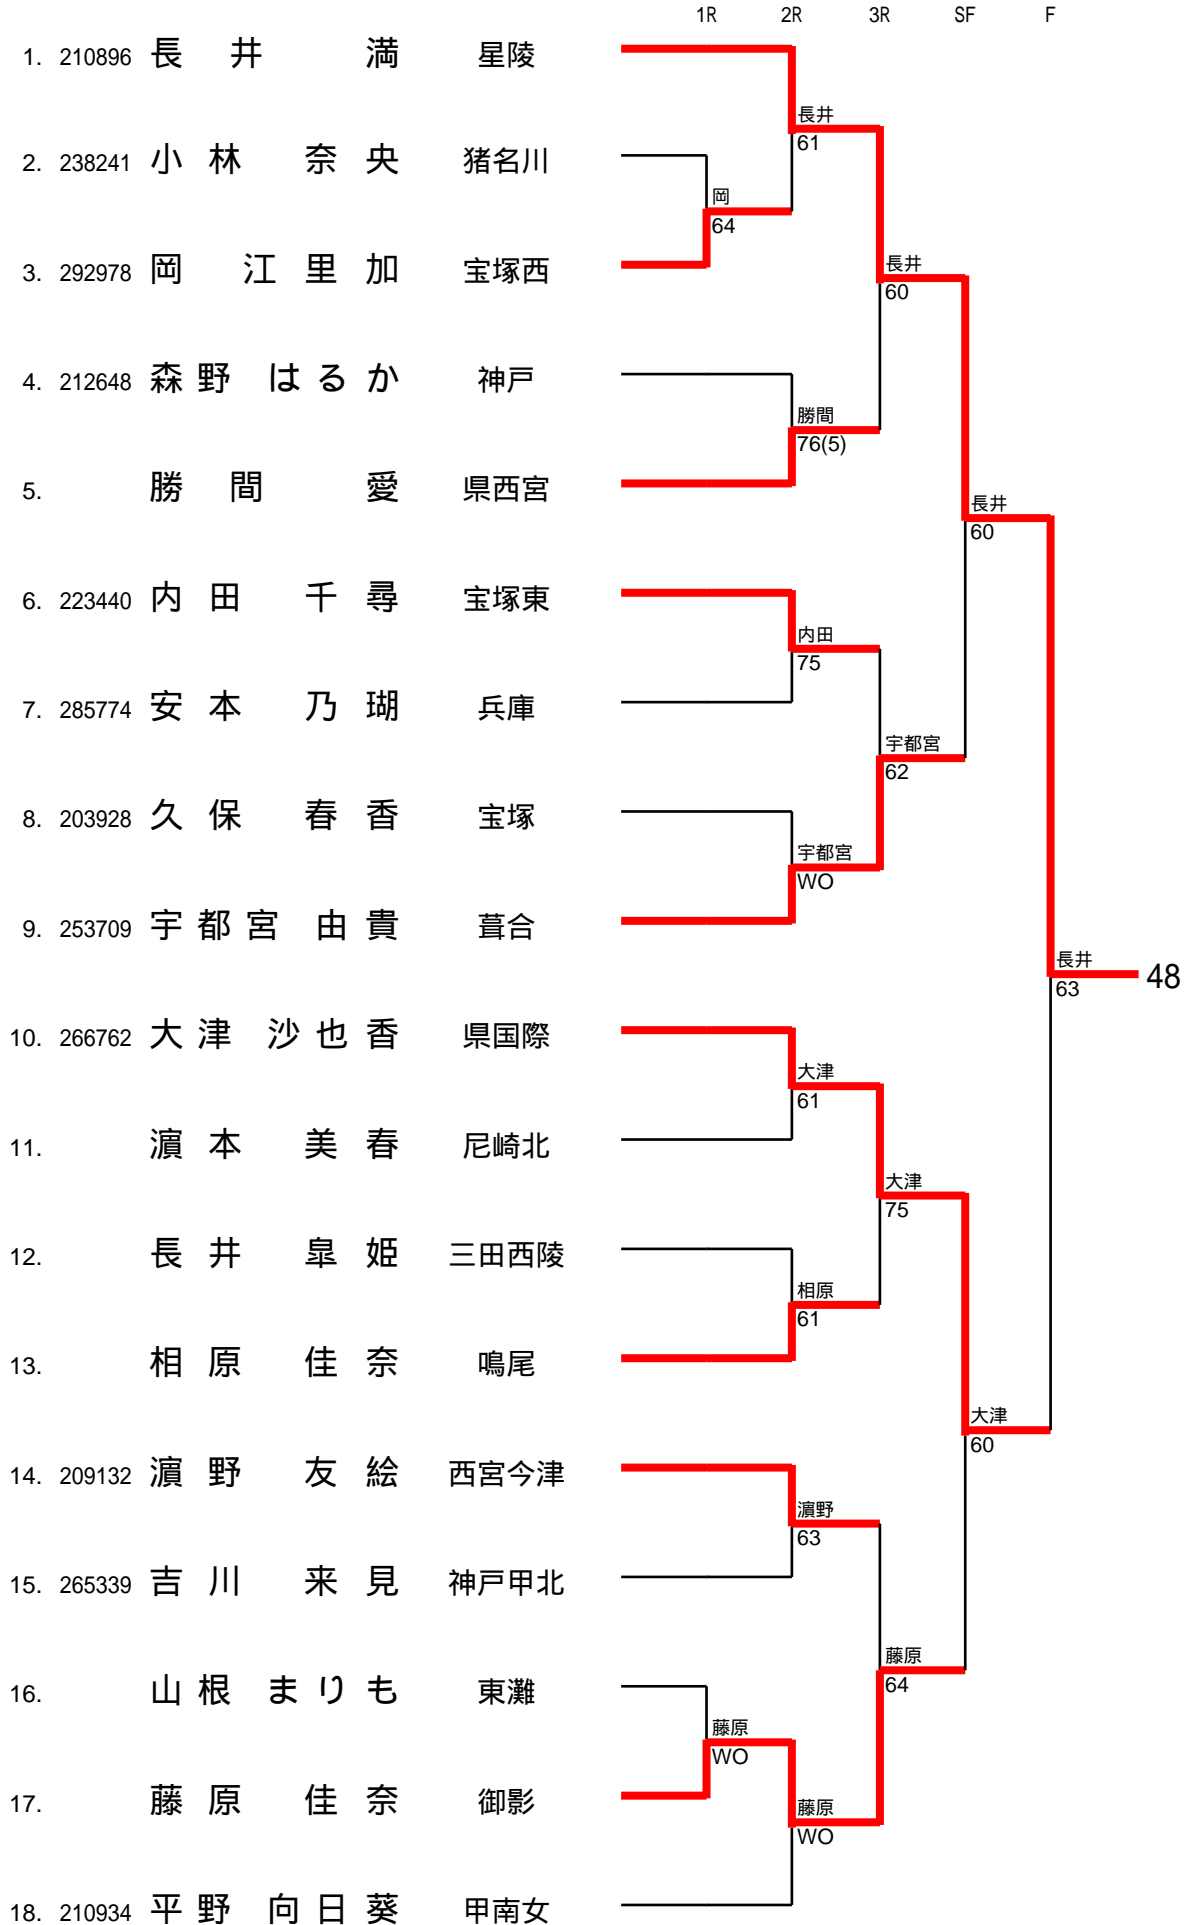 1R 2R 3R SF F
1. 210896 長井 満 星陵
長井
61
2. 238241 小林 奈央 猪名川
岡
64
3. 292978 岡 江里加 宝塚西
長井
60
4. 212648 森野 はるか 神戸
勝間
76(5)
5. 勝間 愛 県西宮
長井
60
6. 223440 内田 千尋 宝塚東
内田
75
7. 285774 安本 乃瑚 兵庫
宇都宮
62
8. 203928 久保 春香 宝塚
宇都宮
WO
9. 253709 宇都宮 由貴 葺合
長井
63
48
10. 266762 大津 沙也香 県国際
大津
61
11. 濵本 美春 尼崎北
大津
75
12. 長井 皐姫 三田西陵
相原
61
13. 相原 佳奈 鳴尾
大津
60
14. 209132 濵野 友絵 西宮今津
濵野
63
15. 265339 吉川 来見 神戸甲北
藤原
64
16. 山根 まりも 東灘
藤原
WO
17. 藤原 佳奈 御影
藤原
WO
18. 210934 平野 向日葵 甲南女